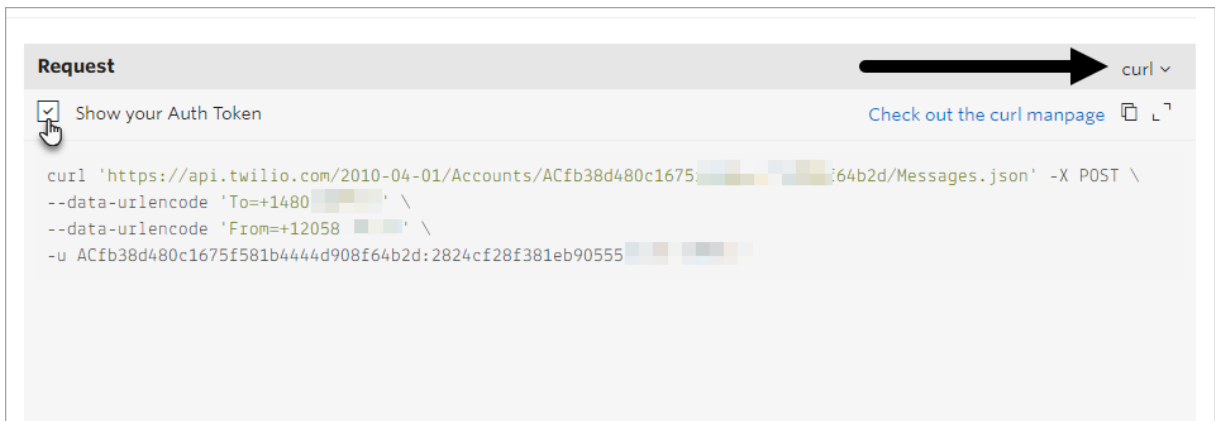 Request
curl
Show your Auth Token
Check out the curl manpage
curl 'https://api.twilio.com/2010-04-01/Accounts/ACfb38d480c1675 64b2d/Messages.json' -X POST \
--data-urlencode 'To=+1480 ' \
--data-urlencode 'From=+12058 ' \
-u ACfb38d480c1675f581b4444d908f64b2d:2824cf28f381eb90555